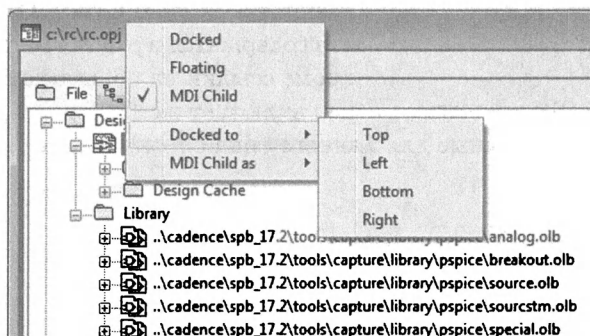 c:\rc\rc.opj
Docked
Floating
MDI Child
Docked to
MDI Child as
Top
Left
Bottom
Right
File
Design Cache
Library
..\cadence\spb_17.2\tools\capture\library\pspice\analog.olb
..\cadence\spb_17.2\tools\capture\library\pspice\breakout.olb
..\cadence\spb_17.2\tools\capture\library\pspice\source.olb
..\cadence\spb_17.2\tools\capture\library\pspice\sourcstm.olb
..\cadence\spb_17.2\tools\capture\library\pspice\special.olb